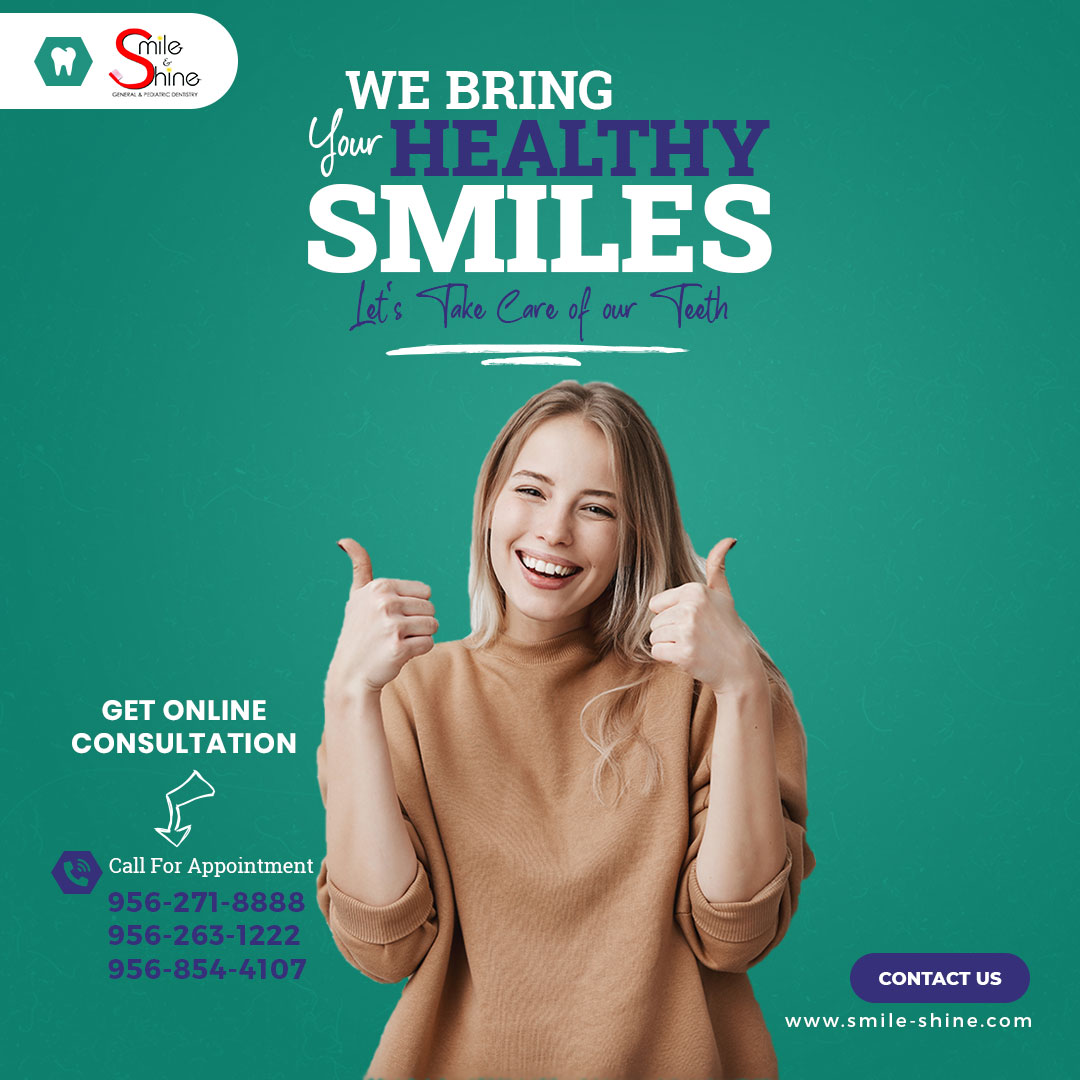 Smile
&
Shine
GENERAL & PEDIATRIC DENTISTRY
WE BRING
Your HEALTHY
SMILES
Let's Take Care of our Teeth
GET ONLINE
CONSULTATION
Call For Appointment
956-271-8888
956-263-1222
956-854-4107
CONTACT US
www.smile-shine.com